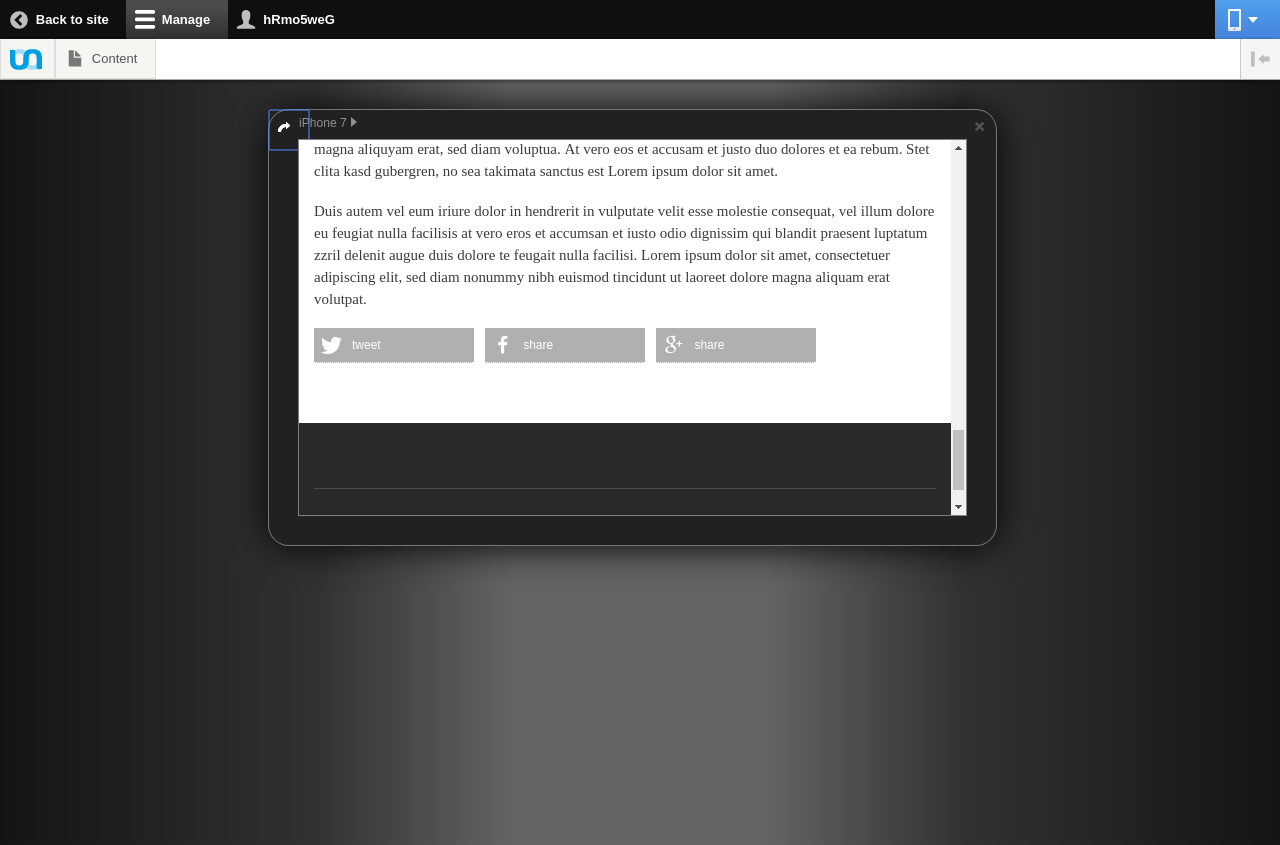 Back to site
Manage
hRmo5weG
Content
iPhone 7
magna aliquyam erat, sed diam voluptua. At vero eos et accusam et justo duo dolores et ea rebum. Stet
clita kasd gubergren, no sea takimata sanctus est Lorem ipsum dolor sit amet.
Duis autem vel eum iriure dolor in hendrerit in vulputate velit esse molestie consequat, vel illum dolore
eu feugiat nulla facilisis at vero eros et accumsan et iusto odio dignissim qui blandit praesent luptatum
zzril delenit augue duis dolore te feugait nulla facilisi. Lorem ipsum dolor sit amet, consectetuer
adipiscing elit, sed diam nonummy nibh euismod tincidunt ut laoreet dolore magna aliquam erat
volutpat.
tweet
share
share